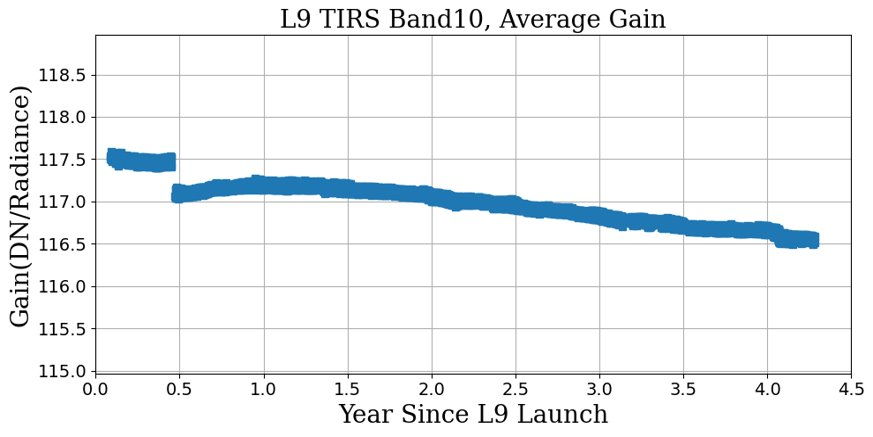 L9 TIRS Band10, Average Gain
Gain(DN/Radiance)
118.5
118.0
117.5
117.0
116.5
116.0
115.5
115.0
0.0 0.5 1.0 1.5 2.0 2.5 3.0 3.5 4.0 4.5
Year Since L9 Launch